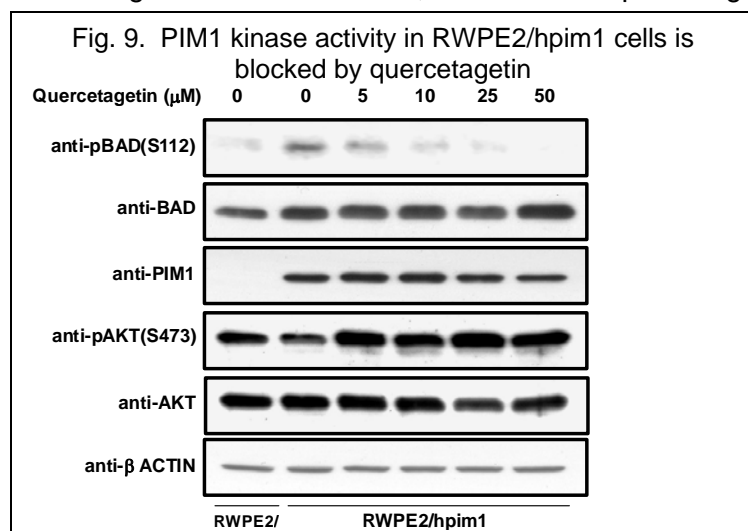 Fig. 9. PIM1 kinase activity in RWPE2/hpim1 cells is
blocked by quercetagetin
Quercetagetin (μM) 0 0 5 10 25 50
anti-pBAD(S112)
anti-BAD
anti-PIM1
anti-pAKT(S473)
anti-AKT
anti-β ACTIN
RWPE2/ RWPE2/hpim1